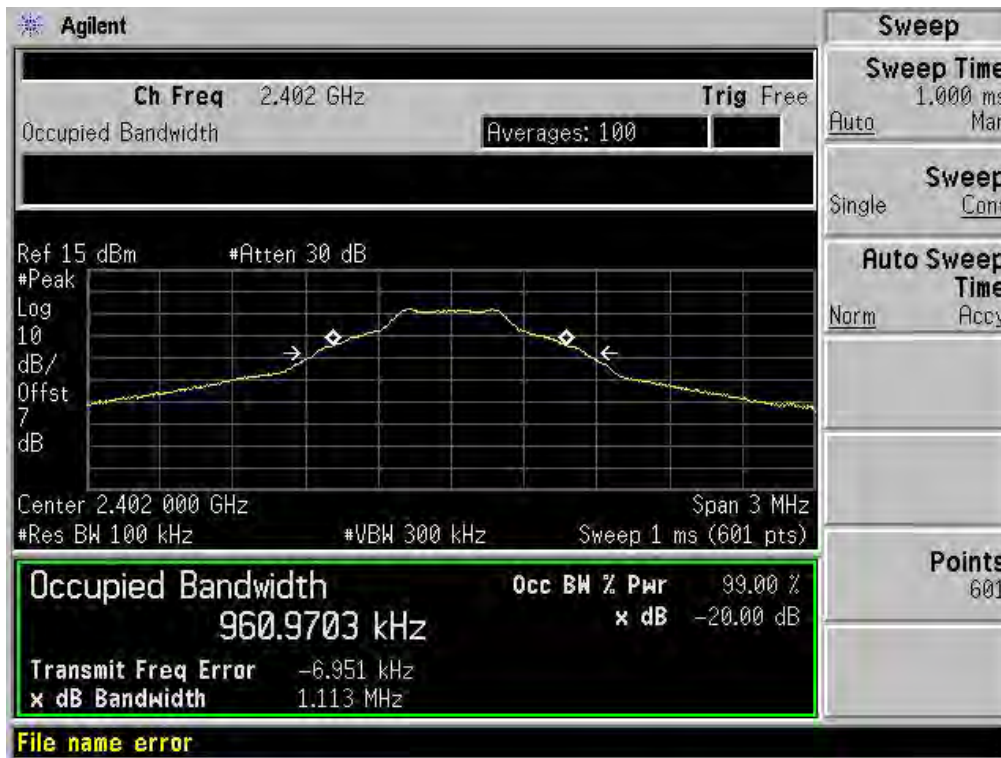 Agilent
Ch Freq 2.402 GHz
Trig Free
Occupied Bandwidth
Averages: 100
Ref 15 dBm
#Atten 30 dB
#Peak
Log
10
dB/
Offst
7
dB
Center 2.402 000 GHz
Span 3 MHz
#Res BW 100 kHz
#VBW 300 kHz
Sweep 1 ms (601 pts)
Occupied Bandwidth
960.9703 kHz
Occ BW % Pwr 99.00 %
x dB -20.00 dB
Transmit Freq Error -6.951 kHz
x dB Bandwidth 1.113 MHz
File name error
Sweep
Sweep Time
1.000 ms
Auto Man
Sweep
Single Cont
Auto Sweep
Time
Norm Accy
Points
601